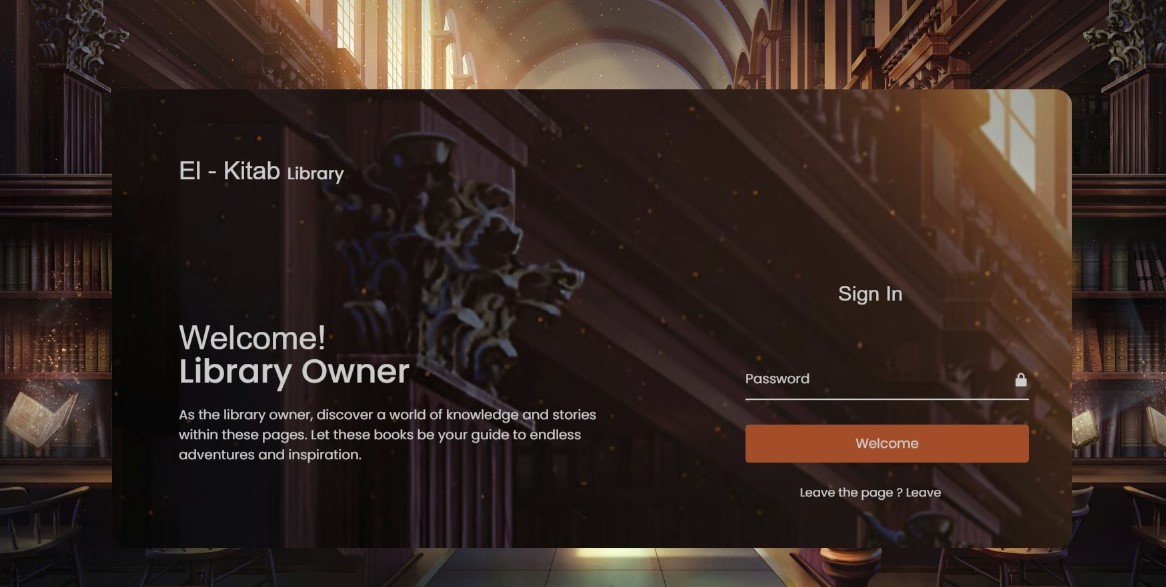 El - Kitab Library
Welcome!
Library Owner
As the library owner, discover a world of knowledge and stories
within these pages. Let these books be your guide to endless
adventures and inspiration.
Sign In
Password
Welcome
Leave the page ? Leave